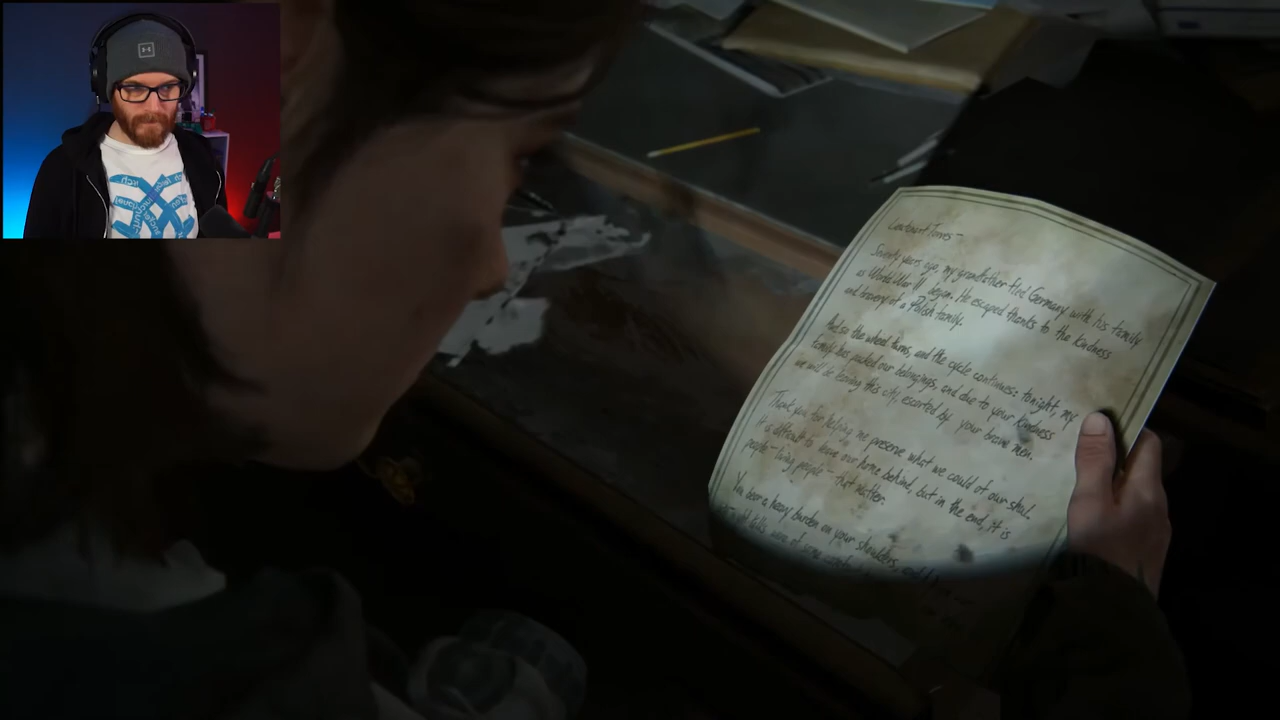 Lieutenant Torres -
Seventy years ago, my grandfather fled Germany with his family
as World War II began. He escaped thanks to the kindness
and bravery of a Polish family.
And so the wheel turns, and the cycle continues: tonight, my
family has packed our belongings, and due to your kindness
we will be leaving this city, escorted by your brave men.
Thank you for helping me preserve what we could of our shul.
It is difficult to leave our home behind, but in the end, it is
people - living people - that matter.
You bear a heavy burden on your shoulders, and I